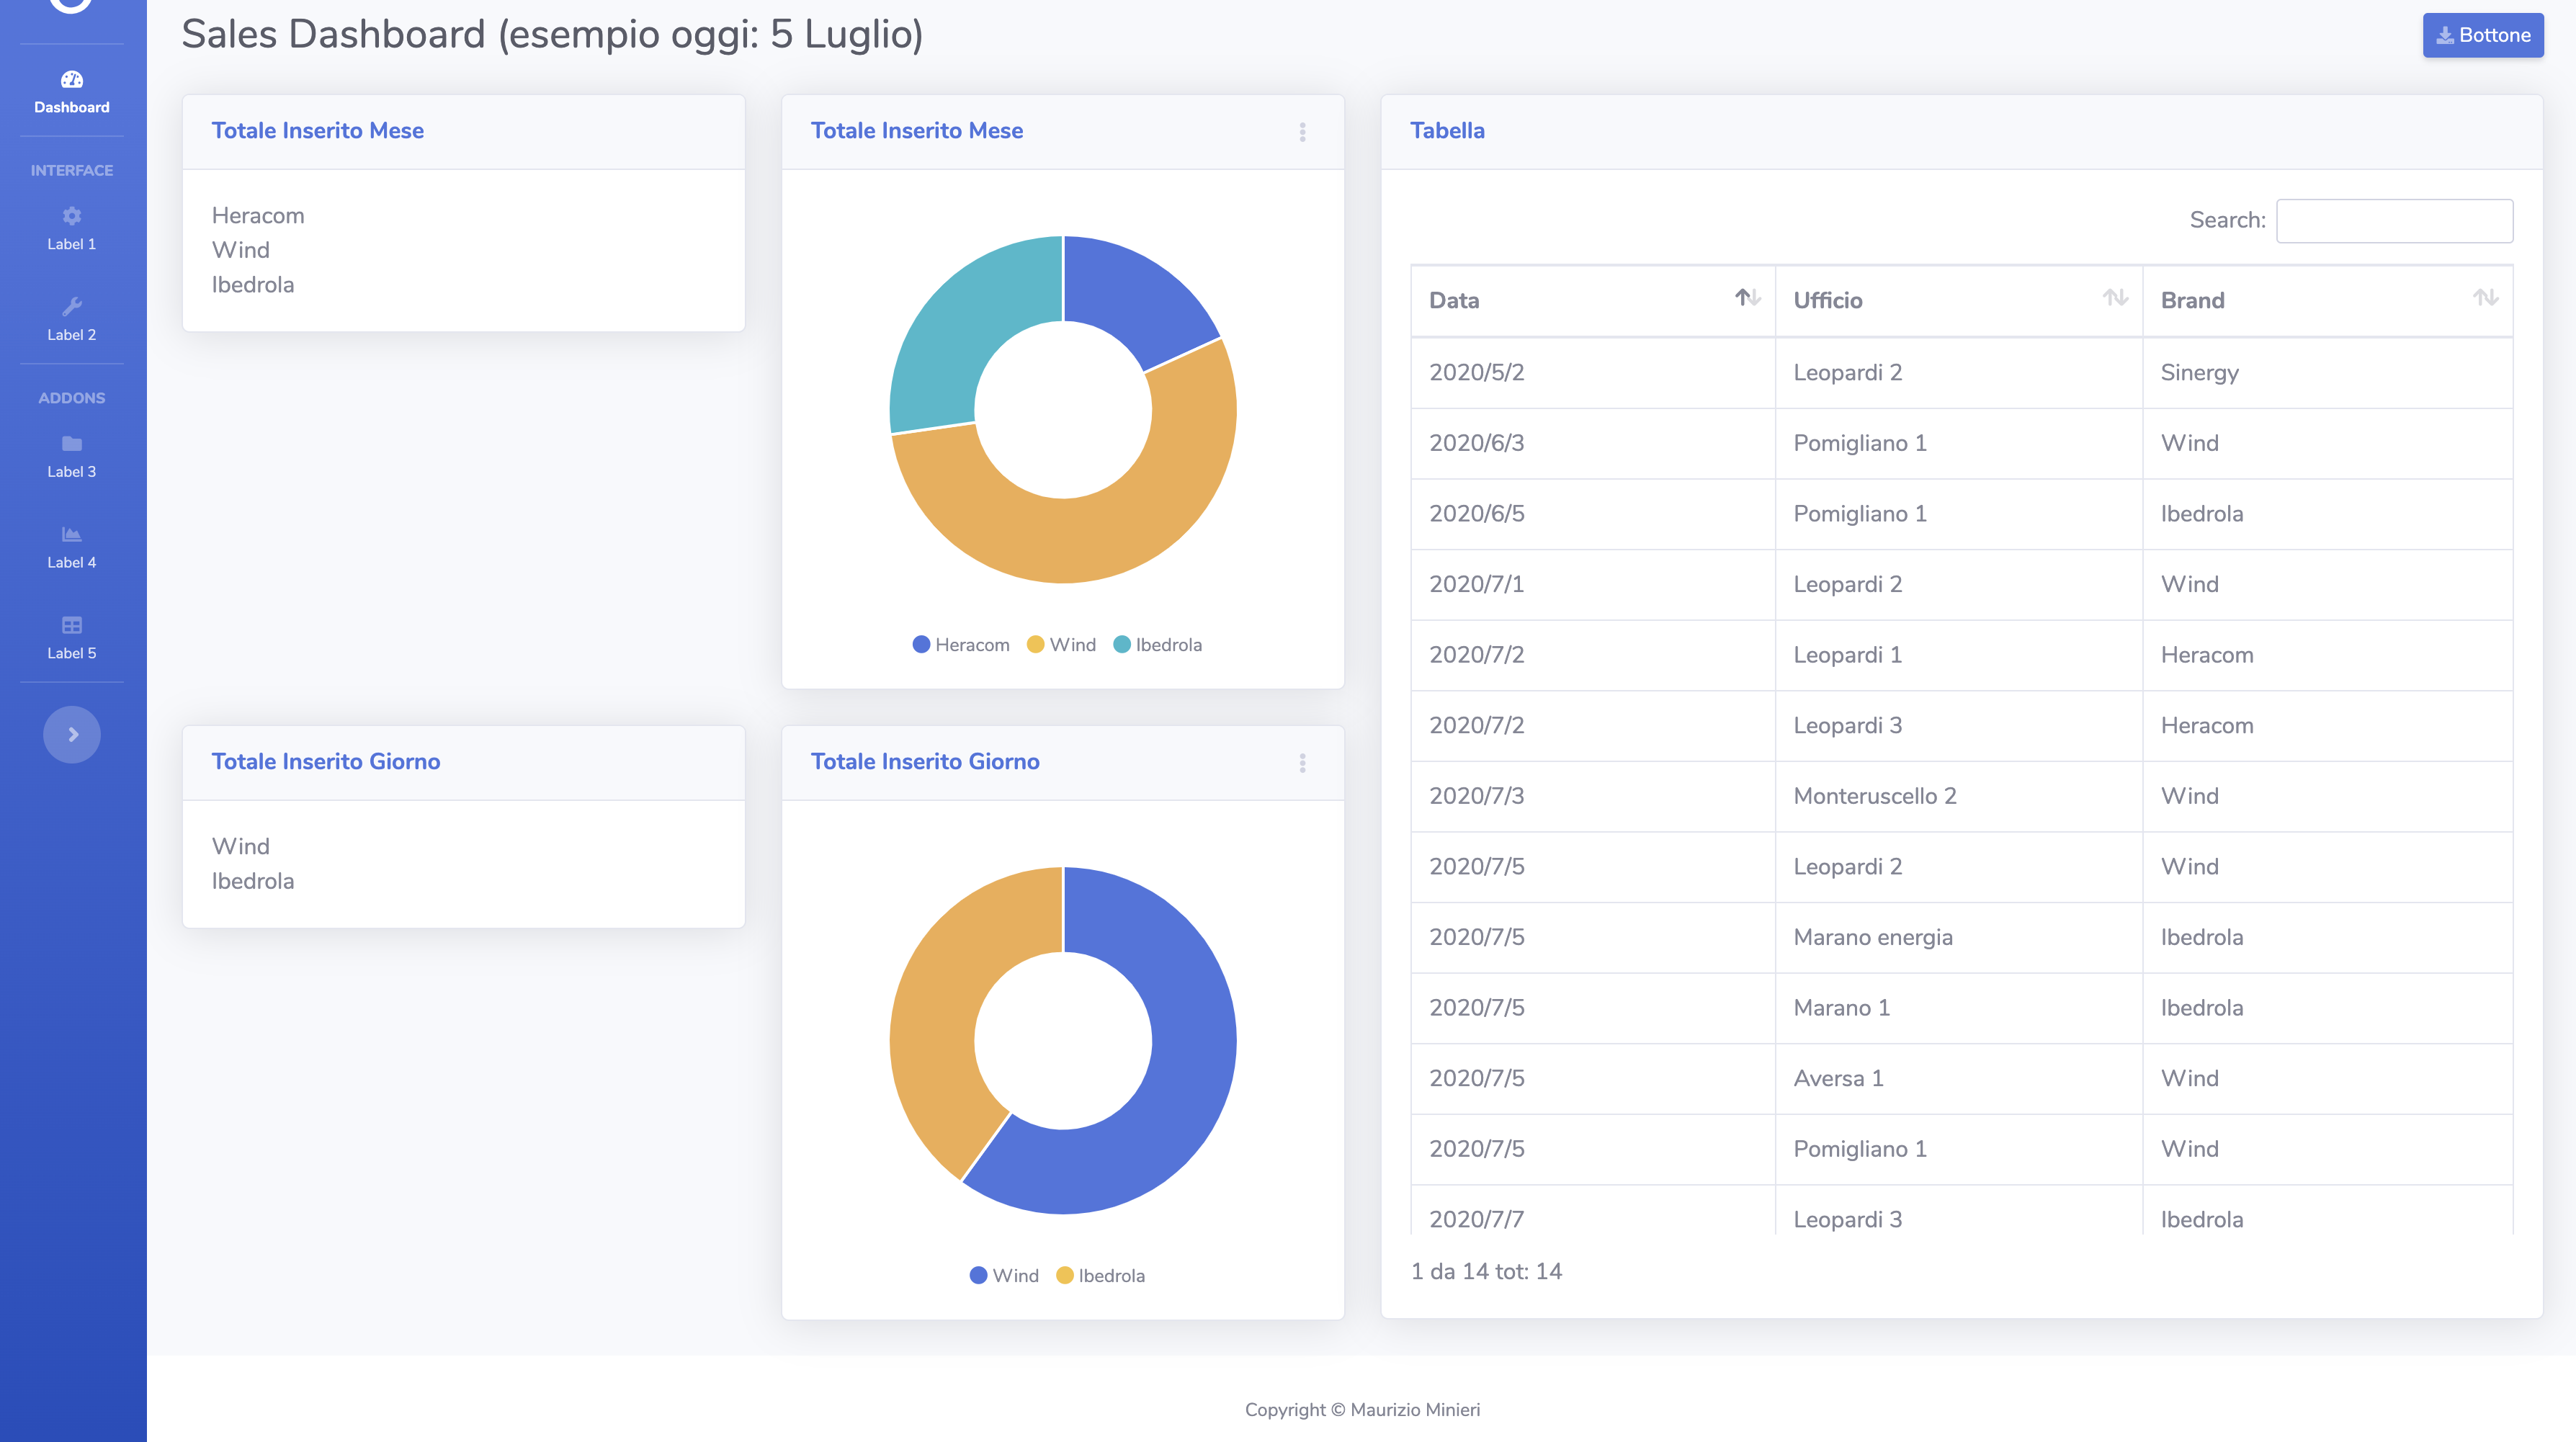 Sales Dashboard (esempio oggi: 5 Luglio)
Bottone
Dashboard
INTERFACE
Label 1
Label 2
ADDONS
Label 3
Label 4
Label 5
Totale Inserito Mese
Heracom
Wind
Ibedrola
Totale Inserito Mese
Heracom Wind Ibedrola
Totale Inserito Giorno
Wind
Ibedrola
Totale Inserito Giorno
Wind Ibedrola
Tabella
Search:
Data Ufficio Brand
2020/5/2 Leopardi 2 Sinergy
2020/6/3 Pomigliano 1 Wind
2020/6/5 Pomigliano 1 Ibedrola
2020/7/1 Leopardi 2 Wind
2020/7/2 Leopardi 1 Heracom
2020/7/2 Leopardi 3 Heracom
2020/7/3 Monteruscello 2 Wind
2020/7/5 Leopardi 2 Wind
2020/7/5 Marano energia Ibedrola
2020/7/5 Marano 1 Ibedrola
2020/7/5 Aversa 1 Wind
2020/7/5 Pomigliano 1 Wind
2020/7/7 Leopardi 3 Ibedrola
1 da 14 tot: 14
Copyright © Maurizio Minieri